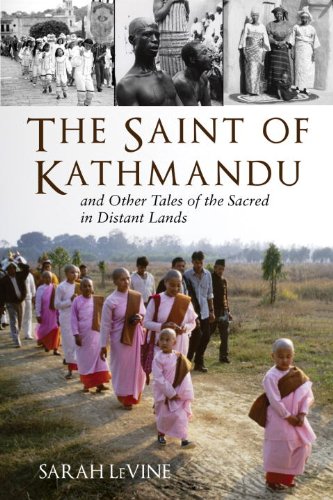 THE SAINT OF
KATHMANDU
and Other Tales of the Sacred
in Distant Lands
SARAH LEVINE